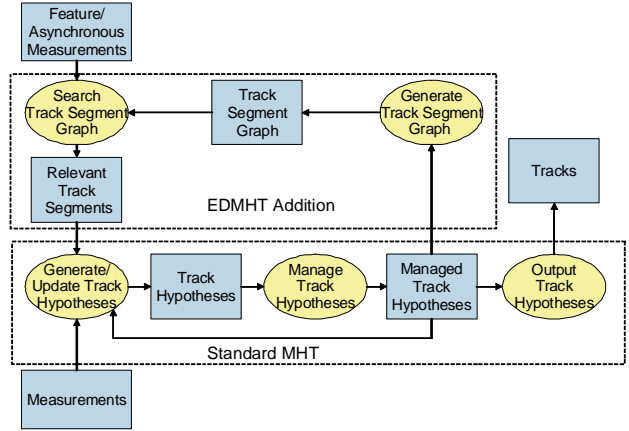 Feature/
Asynchronous
Measurements
Search
Track Segment
Graph
Track
Segment
Graph
Generate
Track Segment
Graph
Relevant
Track
Segments
EDMHT Addition
Tracks
Generate/
Update Track
Hypotheses
Track
Hypotheses
Manage
Track
Hypotheses
Managed
Track
Hypotheses
Output
Track
Hypotheses
Standard MHT
Measurements